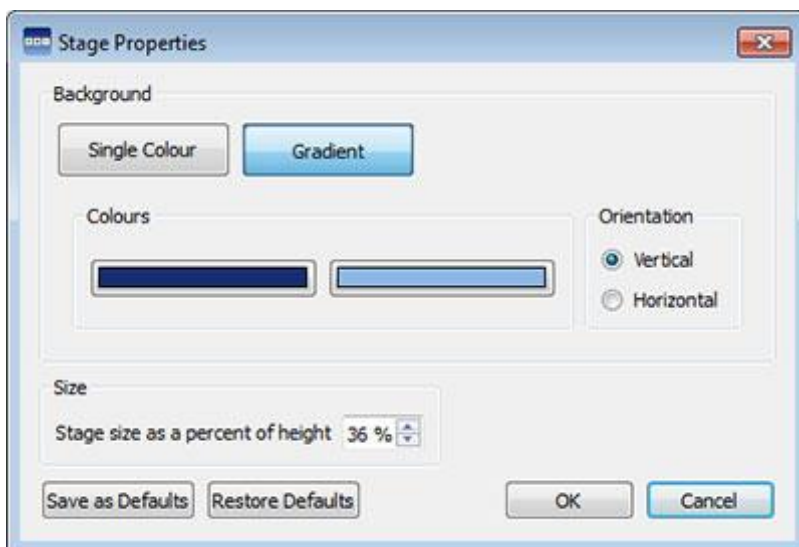 Stage Properties
Background
Single Colour
Gradient
Colours
Orientation
Vertical
Horizontal
Size
Stage size as a percent of height 36 %
Save as Defaults Restore Defaults OK Cancel